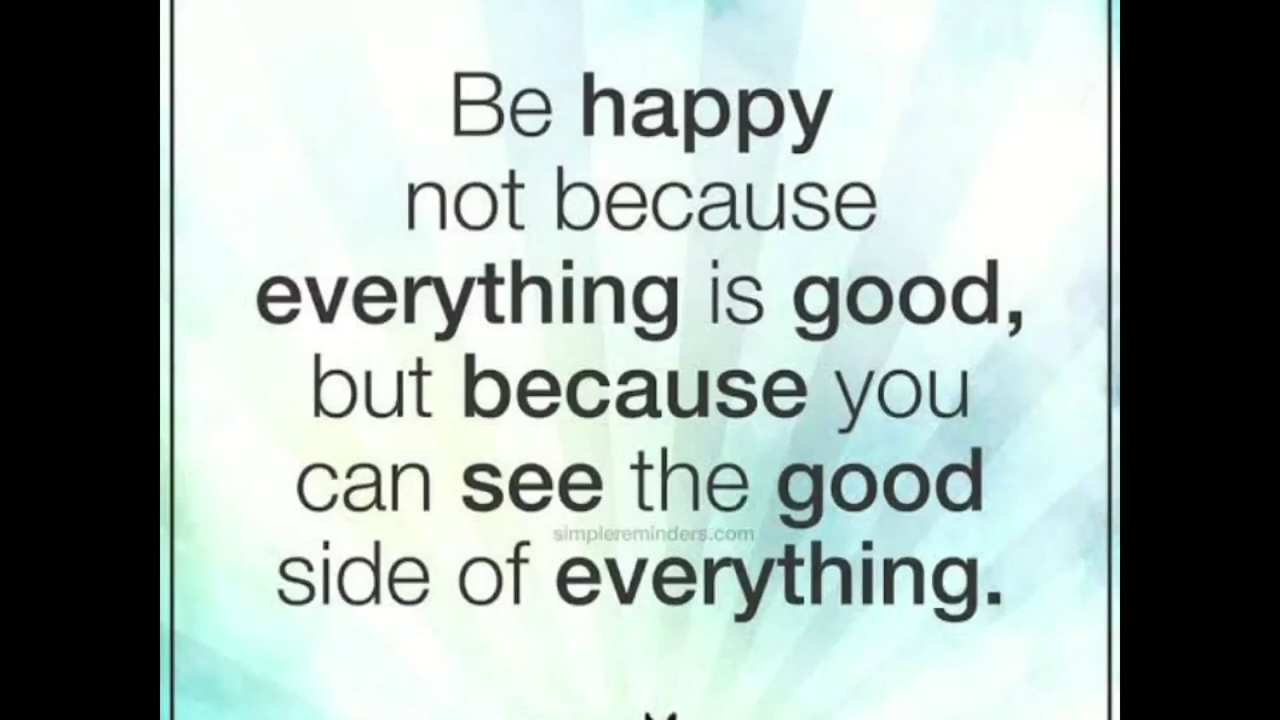 Be happy
not because
everything is good,
but because you
can see the good
simplereminders.com
side of everything.